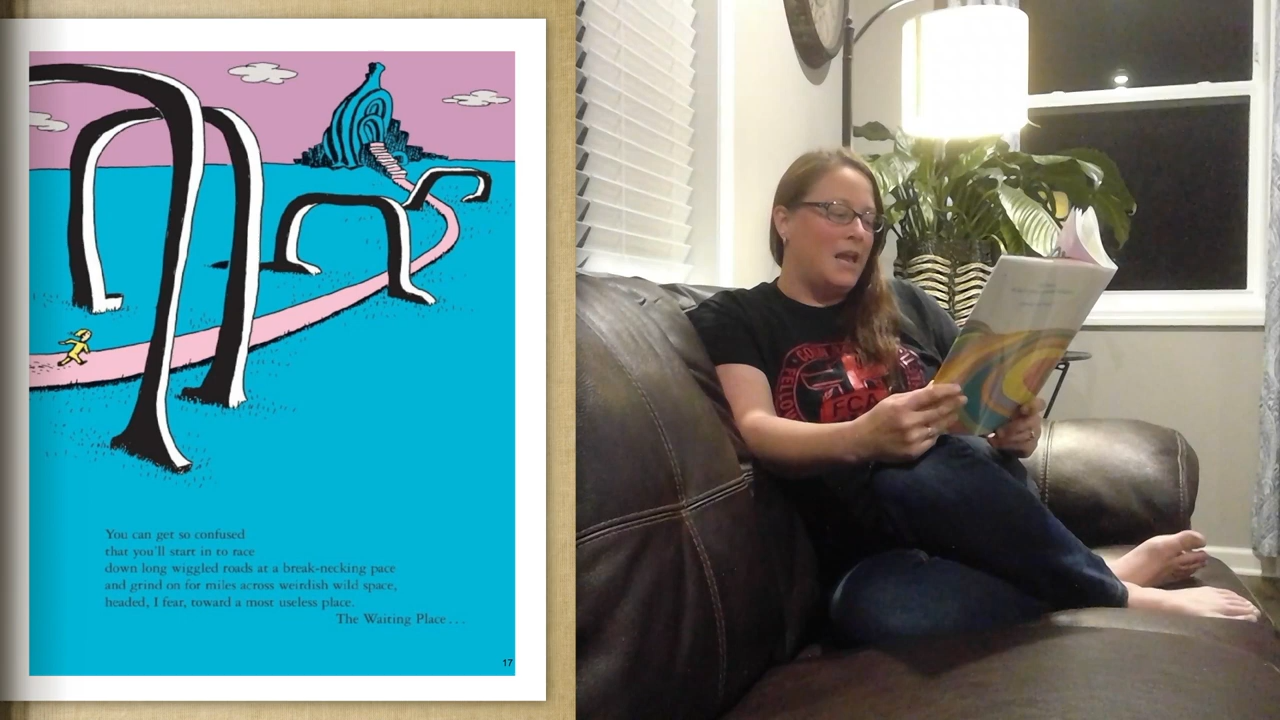 You can get so confused
that you'll start in to race
down long wiggled roads at a break-necking pace
and grind on for miles across weirdish wild space,
headed, I fear, toward a most useless place.
The Waiting Place...
17
FCA